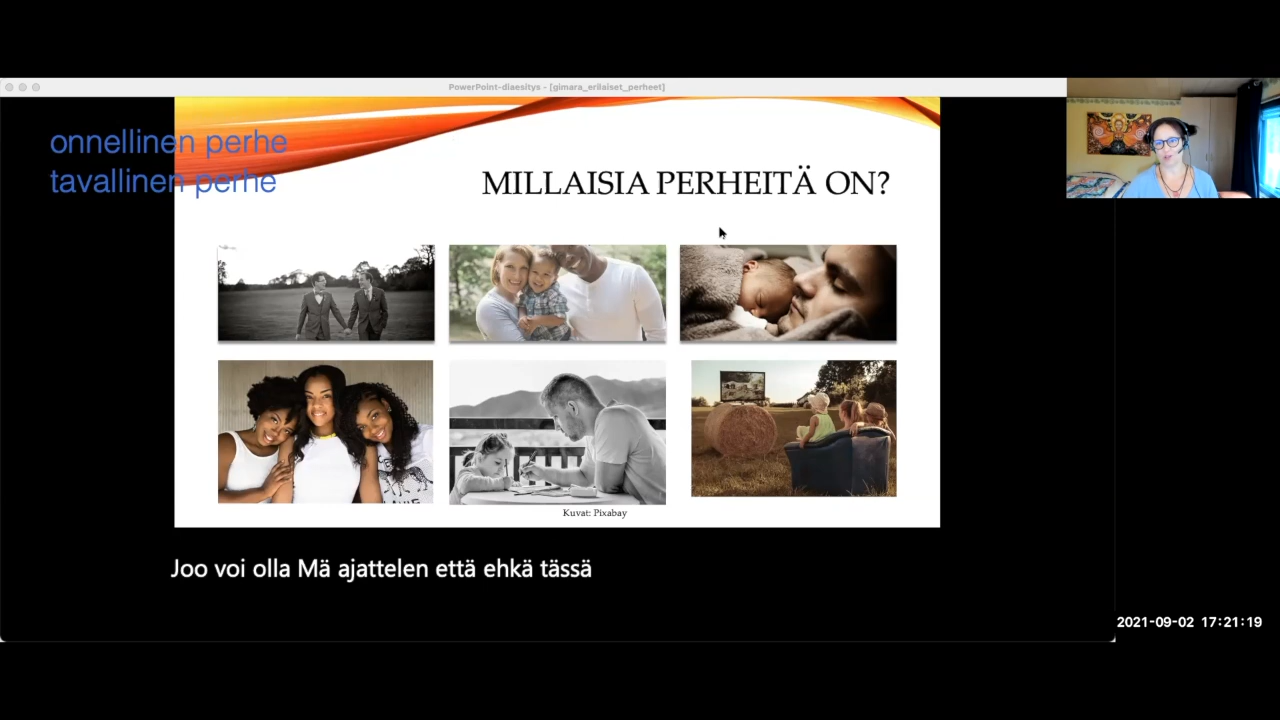 PowerPoint-diaesitys - [gimara_erilaiset_perheet]
onnellinen perhe
tavallinen perhe
MILLAISIA PERHEITÄ ON?
Kuvat: Pixabay
Joo voi olla Mä ajattelen että ehkä tässä
2021-09-02 17:21:19